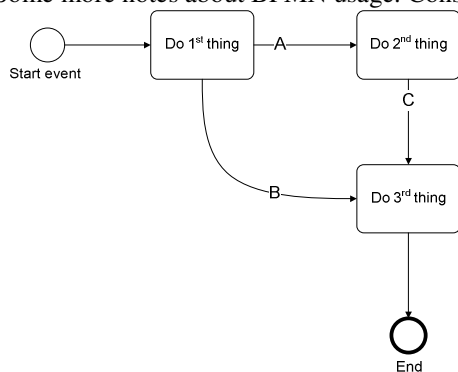 Some more notes about BPMN usage. Cons
Do 1st thing
A
Do 2nd thing
Start event
C
B
Do 3rd thing
End